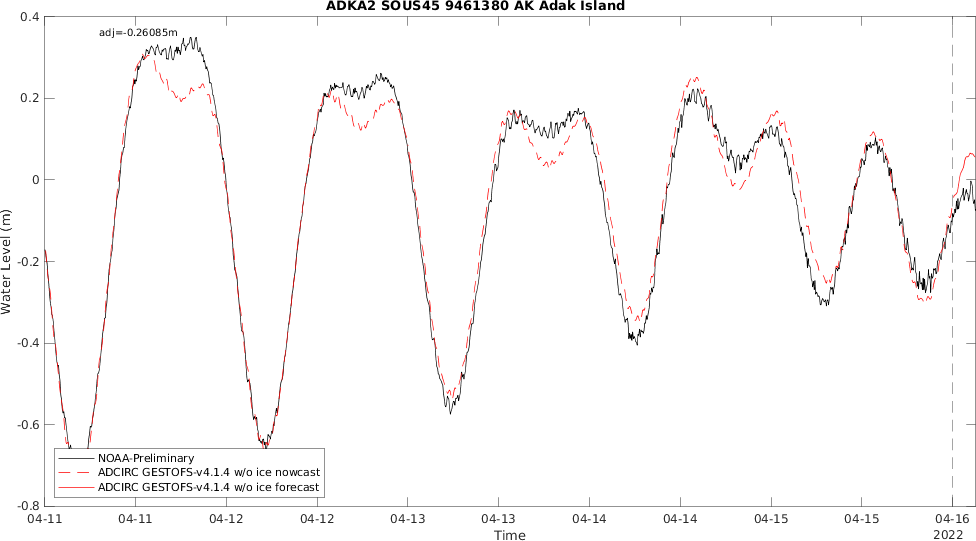 ADKA2 SOUS45 9461380 AK Adak Island
adj=-0.26085m
0.4
0.2
0
-0.2
-0.4
-0.6
-0.8
Water Level (m)
NOAA-Preliminary
ADCIRC GESTOFS-v4.1.4 w/o ice nowcast
ADCIRC GESTOFS-v4.1.4 w/o ice forecast
04-11 04-11 04-12 04-12 04-13 04-13 04-14 04-14 04-15 04-15 04-16
Time
2022